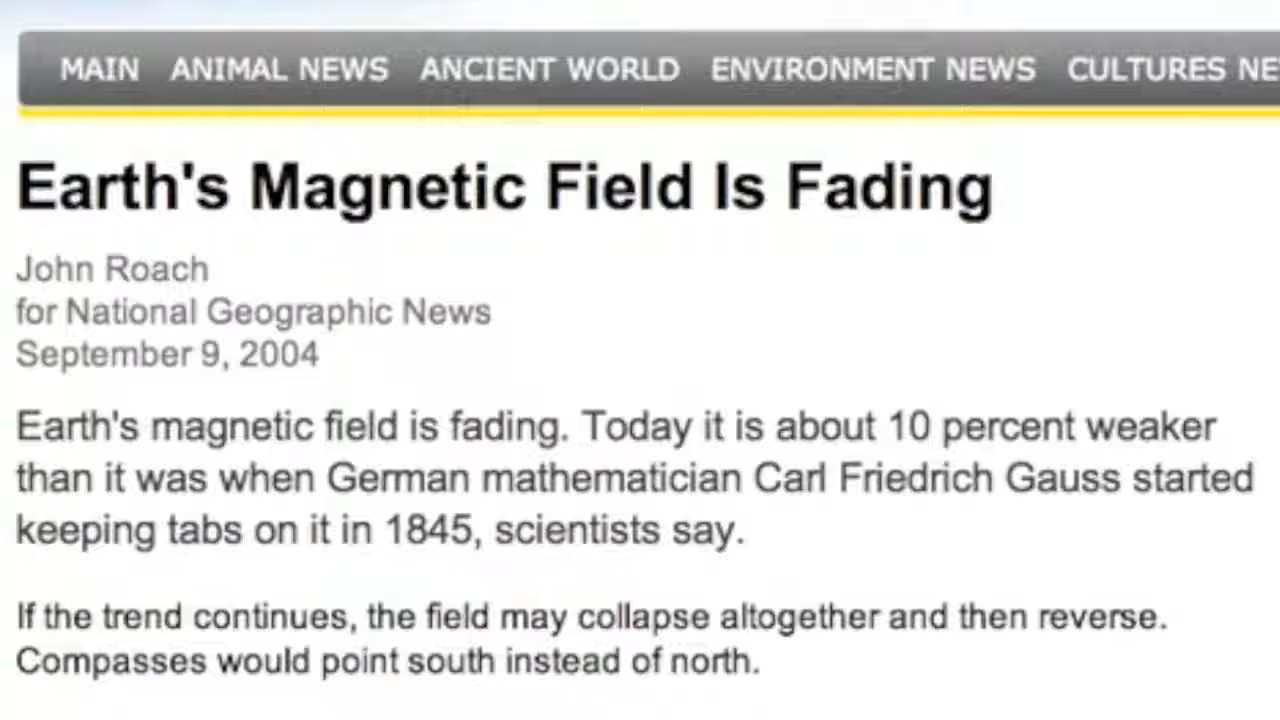 MAIN ANIMAL NEWS ANCIENT WORLD ENVIRONMENT NEWS CULTURES NE
Earth's Magnetic Field Is Fading
John Roach
for National Geographic News
September 9, 2004
Earth's magnetic field is fading. Today it is about 10 percent weaker
than it was when German mathematician Carl Friedrich Gauss started
keeping tabs on it in 1845, scientists say.
If the trend continues, the field may collapse altogether and then reverse.
Compasses would point south instead of north.